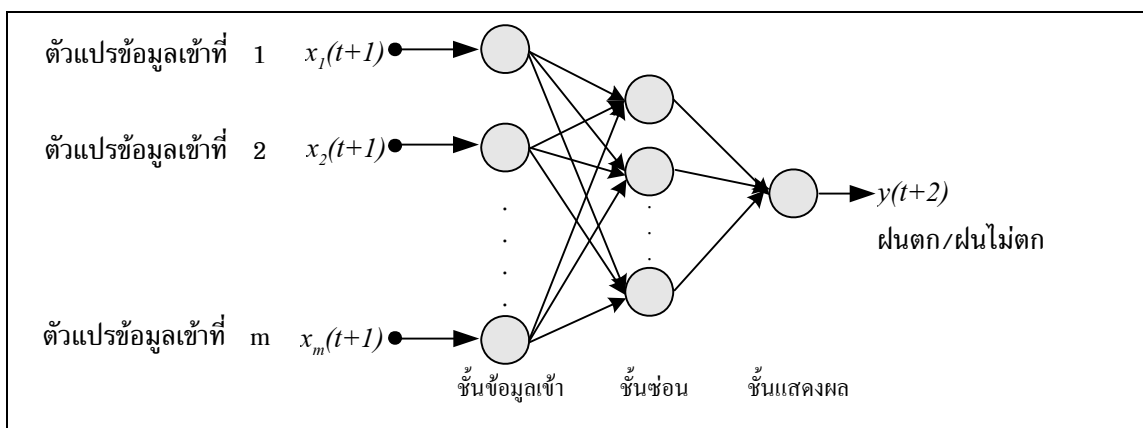 ตัวแปรข้อมูลเข้าที่ 1 x1(t+1)
ตัวแปรข้อมูลเข้าที่ 2 x2(t+1)
y(t+2)
ฝนตก/ฝนไม่ตก
ตัวแปรข้อมูลเข้าที่ m xm(t+1)
ชั้นข้อมูลเข้า ชั้นซ่อน ชั้นแสดงผล